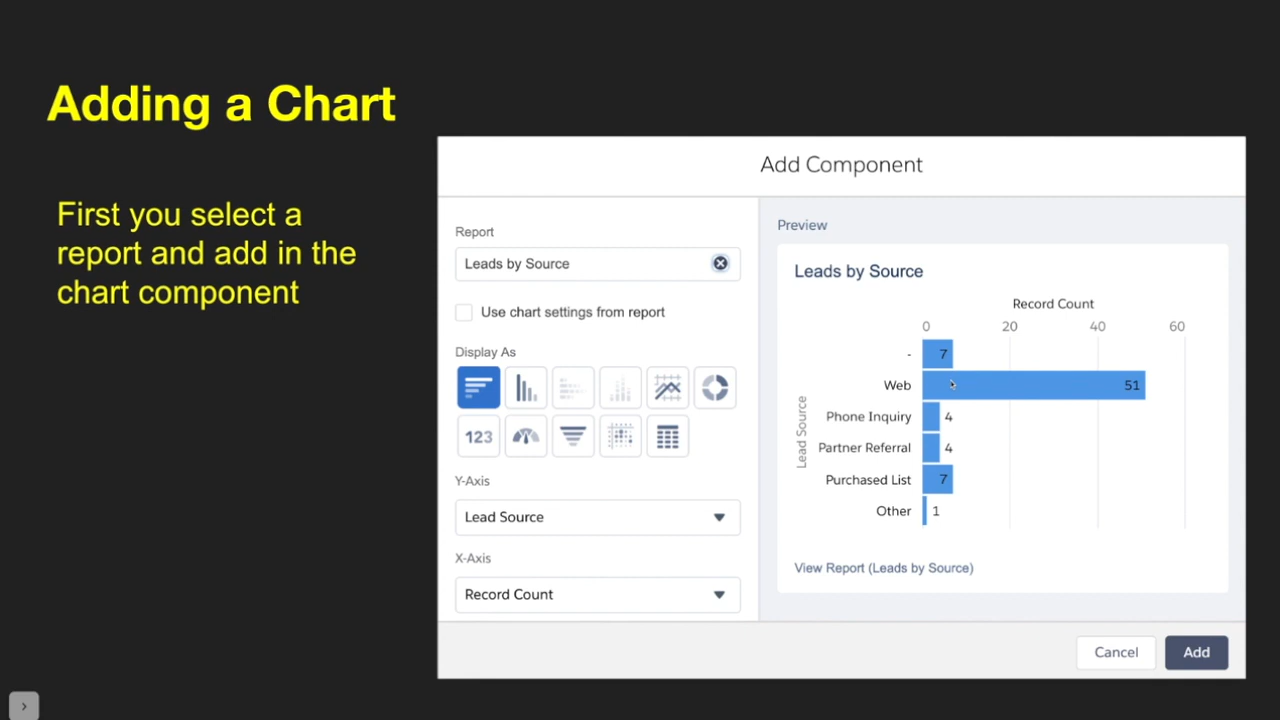 Adding a Chart
First you select a
report and add in the
chart component
Add Component
Report
Leads by Source
Use chart settings from report
Display As
123
Y-Axis
Lead Source
X-Axis
Record Count
Preview
Leads by Source
Record Count
0 20 40 60
Lead Source
- 7
Web 51
Phone Inquiry 4
Partner Referral 4
Purchased List 7
Other 1
View Report (Leads by Source)
Cancel Add